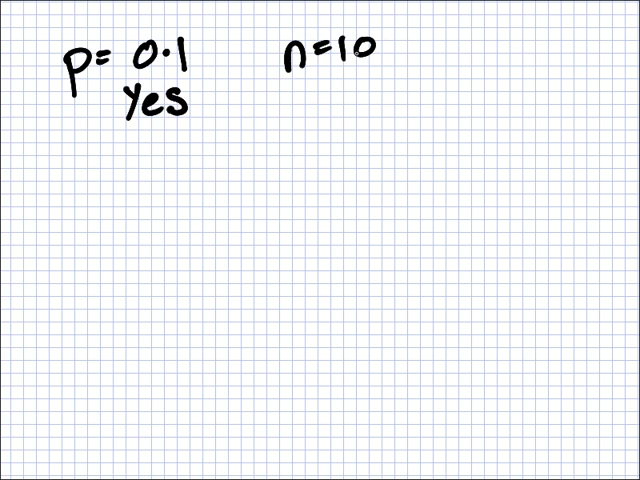 p= 0.1 n=10
yes